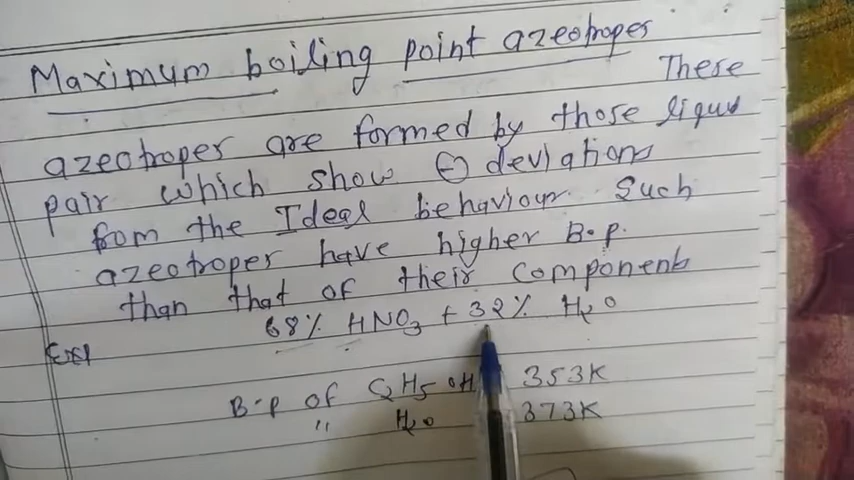 Maximum boiling point azeotropes
These
azeotropes are formed by those liquid
pair which show (-) deviations
from the Ideal behaviour. Such
azeotropes have higher B.p.
than that of their components
Ex:1 68% HNO3 + 32% H2O
B.p of C2H5OH 353K
" H2O 373K